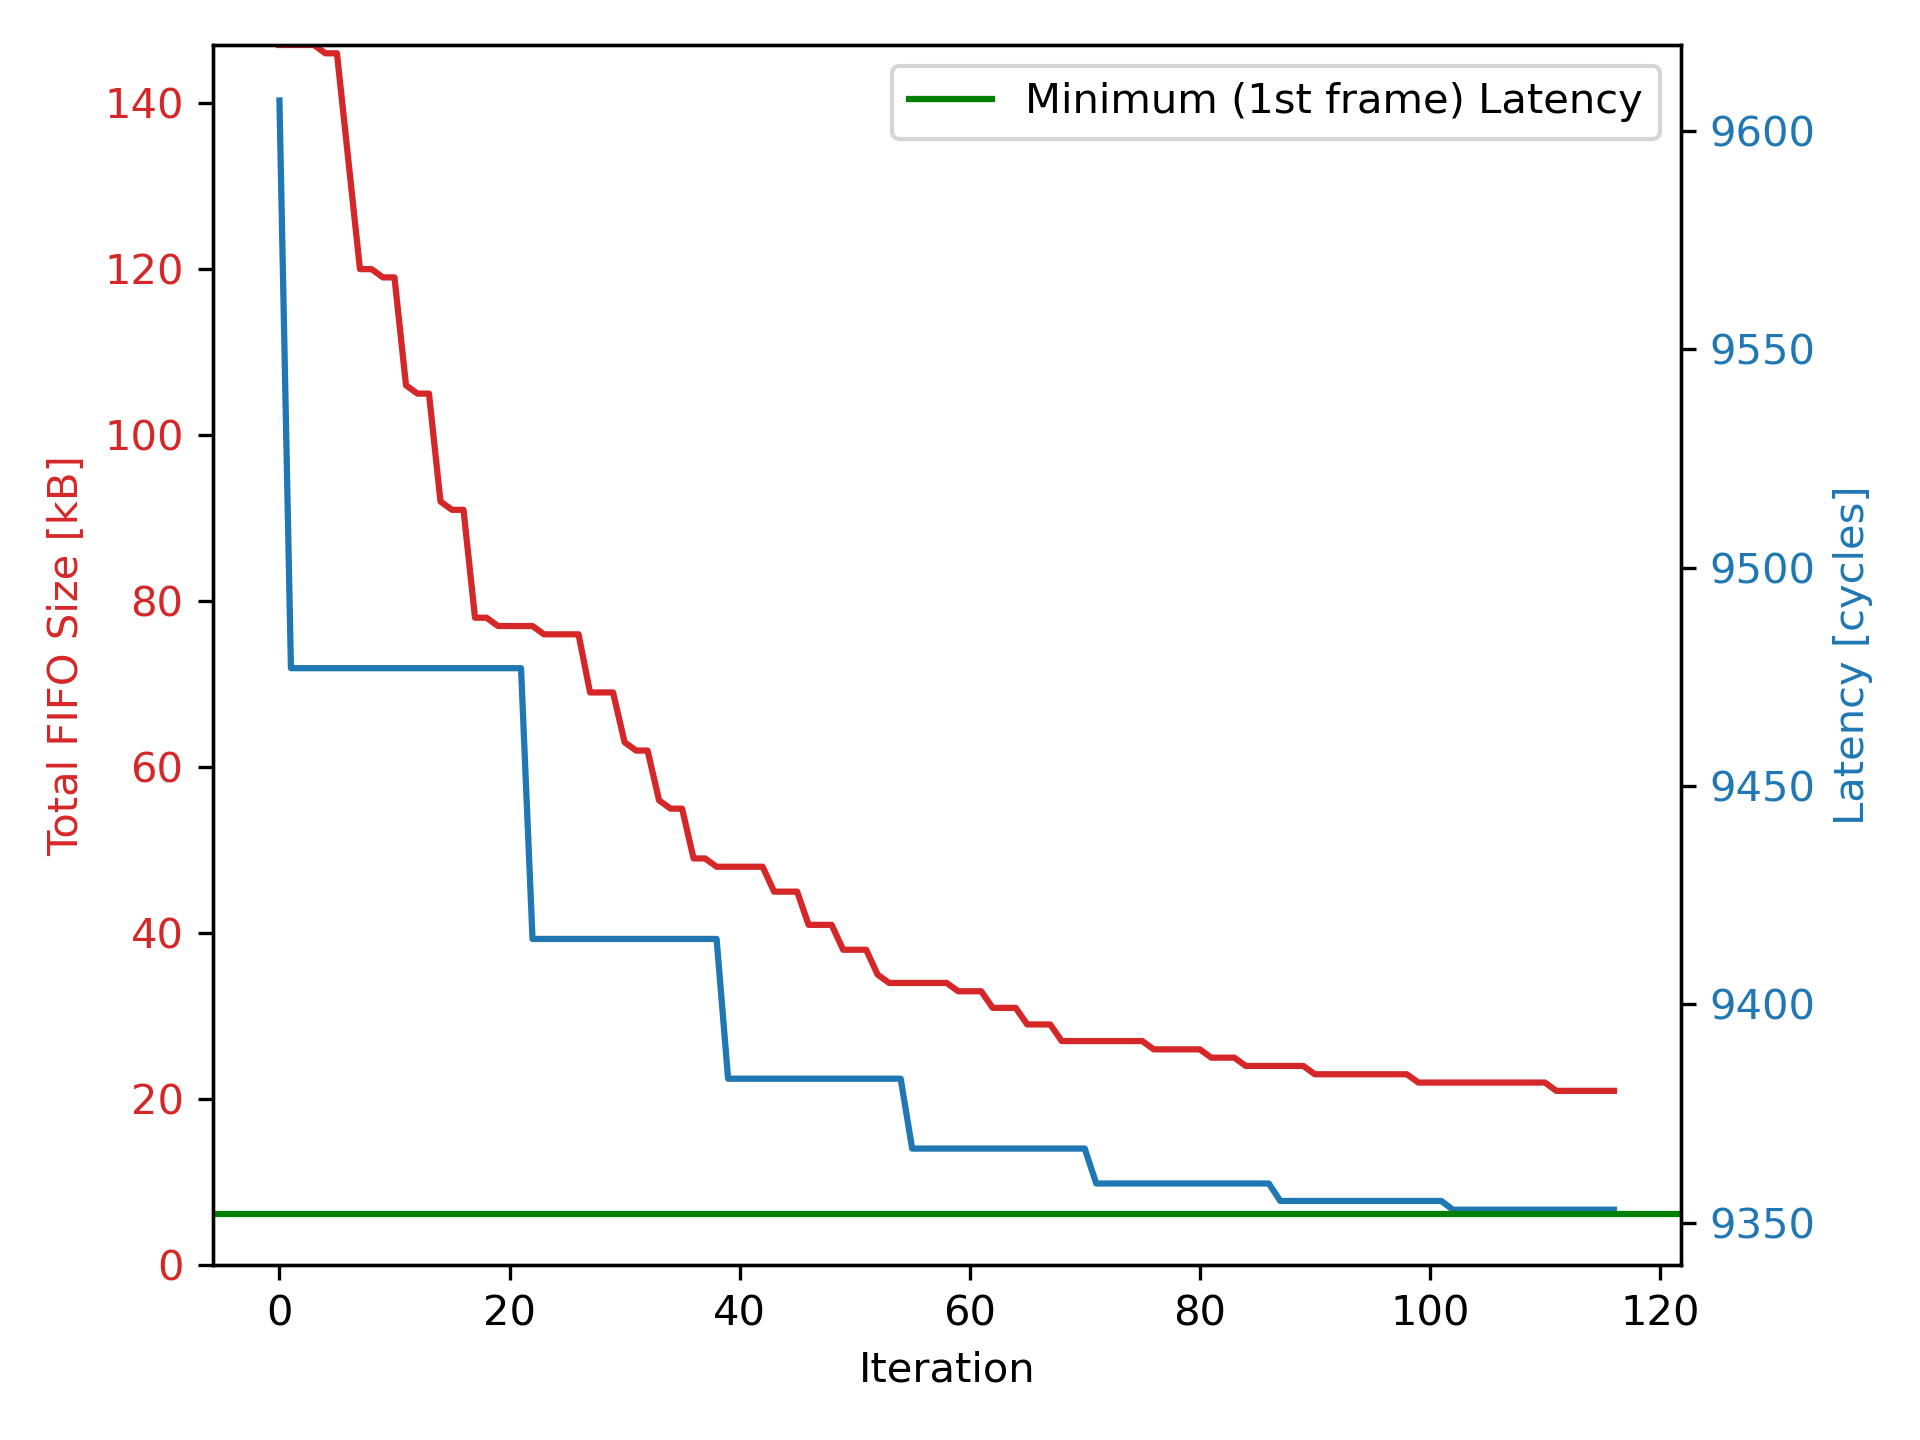 Minimum (1st frame) Latency
140
120
100
80
60
40
20
0
Total FIFO Size [kB]
9600
9550
9500
9450
9400
9350
Latency [cycles]
0 20 40 60 80 100 120
Iteration